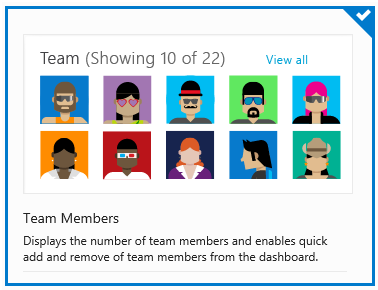 Team (Showing 10 of 22) View all
Team Members
Displays the number of team members and enables quick
add and remove of team members from the dashboard.